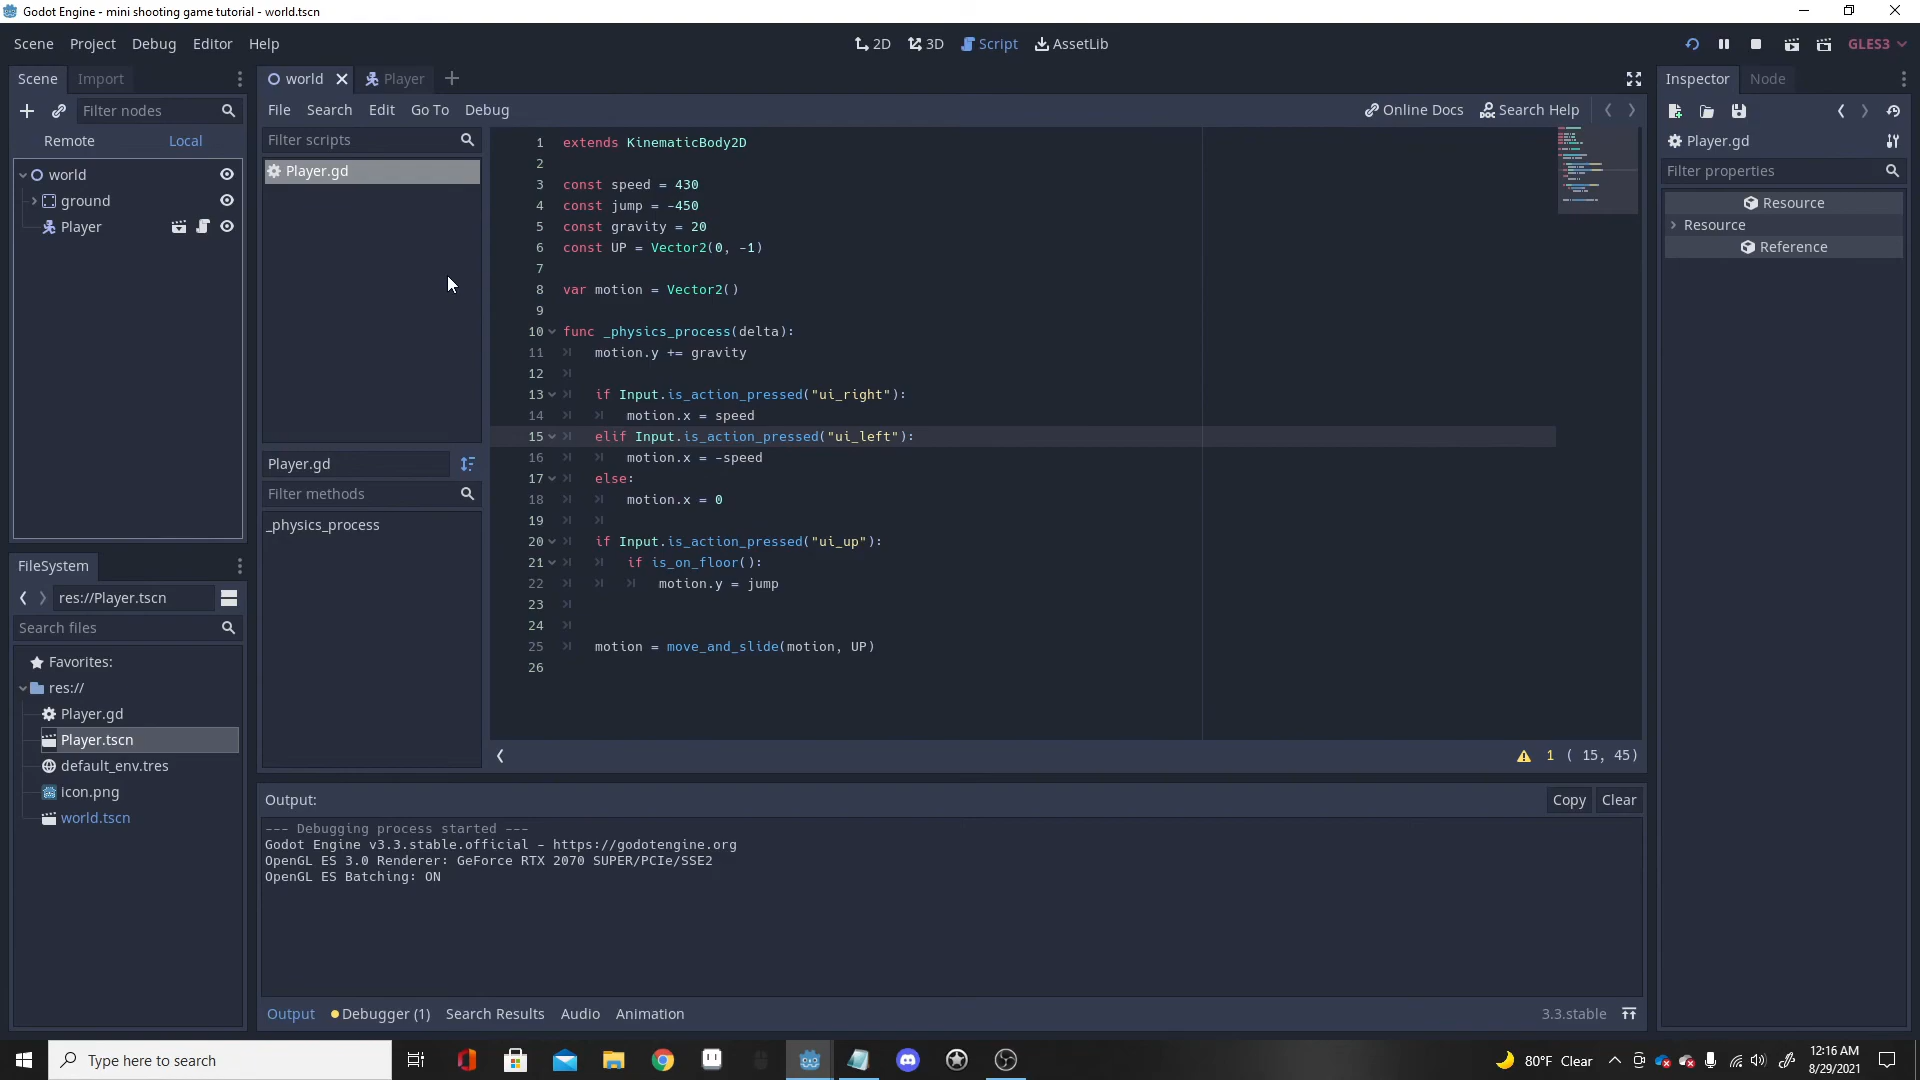 Godot Engine - mini shooting game tutorial - world.tscn
Scene Project Debug Editor Help
2D 3D Script AssetLib
GLES3
Scene Import
Filter nodes
Remote Local
world
ground
Player
world Player
File Search Edit Go To Debug
Online Docs Search Help
Filter scripts
Player.gd
Player.gd
Filter methods
_physics_process
1 extends KinematicBody2D
2
3 const speed = 430
4 const jump = -450
5 const gravity = 20
6 const UP = Vector2(0, -1)
7
8 var motion = Vector2()
9
10 func _physics_process(delta):
11 motion.y += gravity
12
13 if Input.is_action_pressed("ui_right"):
14 motion.x = speed
15 elif Input.is_action_pressed("ui_left"):
16 motion.x = -speed
17 else:
18 motion.x = 0
19
20 if Input.is_action_pressed("ui_up"):
21 if is_on_floor():
22 motion.y = jump
23
24
25 motion = move_and_slide(motion, UP)
26
1 ( 15, 45)
Inspector Node
Player.gd
Filter properties
Resource
Resource
Reference
FileSystem
res://Player.tscn
Search files
Favorites:
res://
Player.gd
Player.tscn
default_env.tres
icon.png
world.tscn
Output: Copy Clear
--- Debugging process started ---
Godot Engine v3.3.stable.official - https://godotengine.org
OpenGL ES 3.0 Renderer: GeForce RTX 2070 SUPER/PCIe/SSE2
OpenGL ES Batching: ON
Output Debugger (1) Search Results Audio Animation 3.3.stable
Type here to search
80°F Clear
12:16 AM
8/29/2021